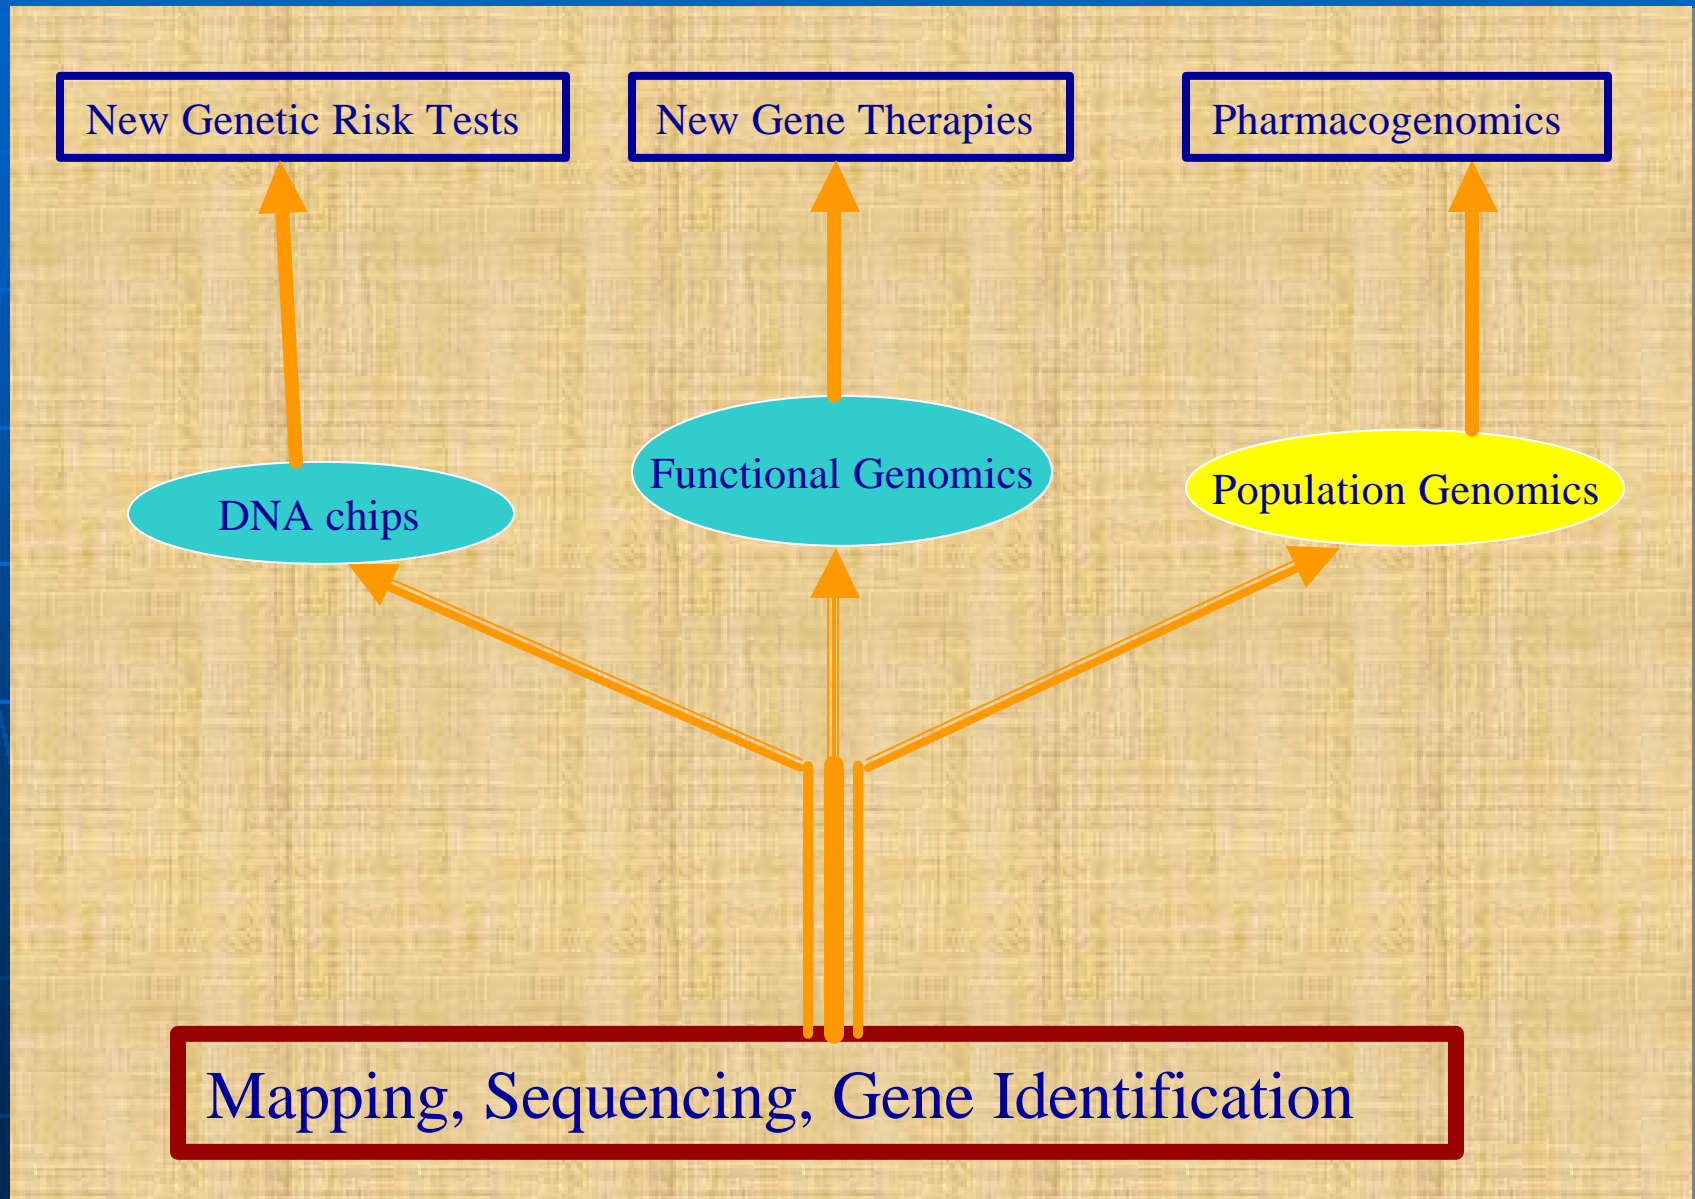 New Genetic Risk Tests
New Gene Therapies
Pharmacogenomics
DNA chips
Functional Genomics
Population Genomics
Mapping, Sequencing, Gene Identification